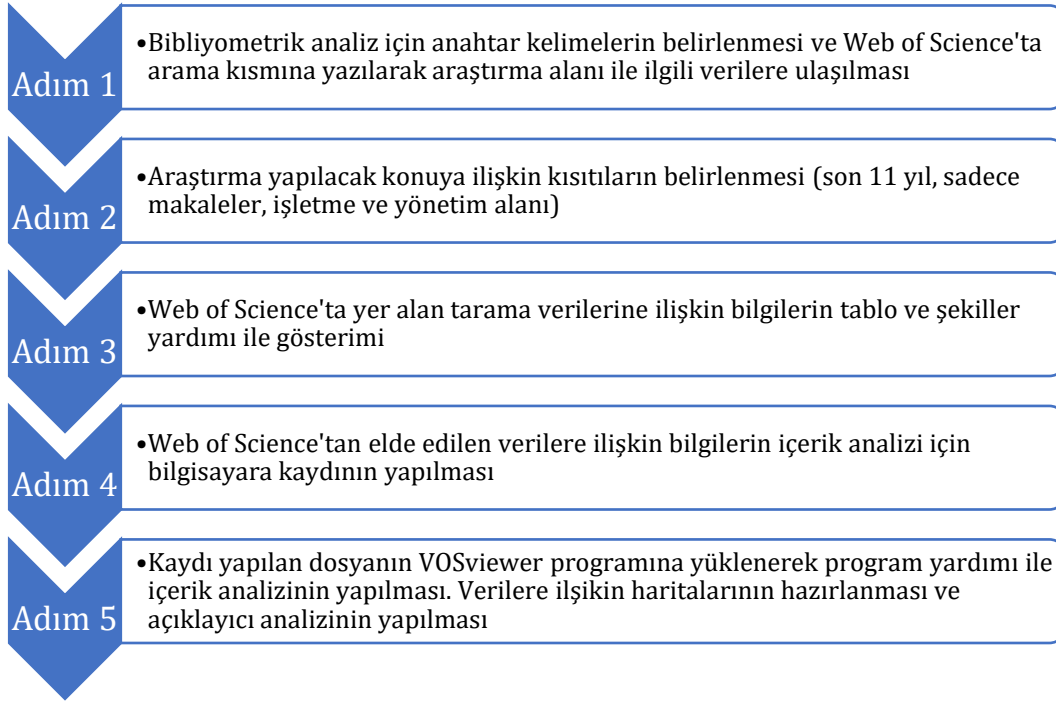 Adım 1
•Bibliyometrik analiz için anahtar kelimelerin belirlenmesi ve Web of Science'ta
arama kısmına yazılarak araştırma alanı ile ilgili verilere ulaşılması
Adım 2
•Araştırma yapılacak konuya ilişkin kısıtıların belirlenmesi (son 11 yıl, sadece
makaleler, işletme ve yönetim alanı)
Adım 3
•Web of Science'ta yer alan tarama verilerine ilişkin bilgilerin tablo ve şekiller
yardımı ile gösterimi
Adım 4
•Web of Science'tan elde edilen verilere ilişkin bilgilerin içerik analizi için
bilgisayara kaydının yapılması
Adım 5
•Kaydı yapılan dosyanın VOSviewer programına yüklenerek program yardımı ile
içerik analizinin yapılması. Verilere ilşikin haritalarının hazırlanması ve
açıklayıcı analizinin yapılması